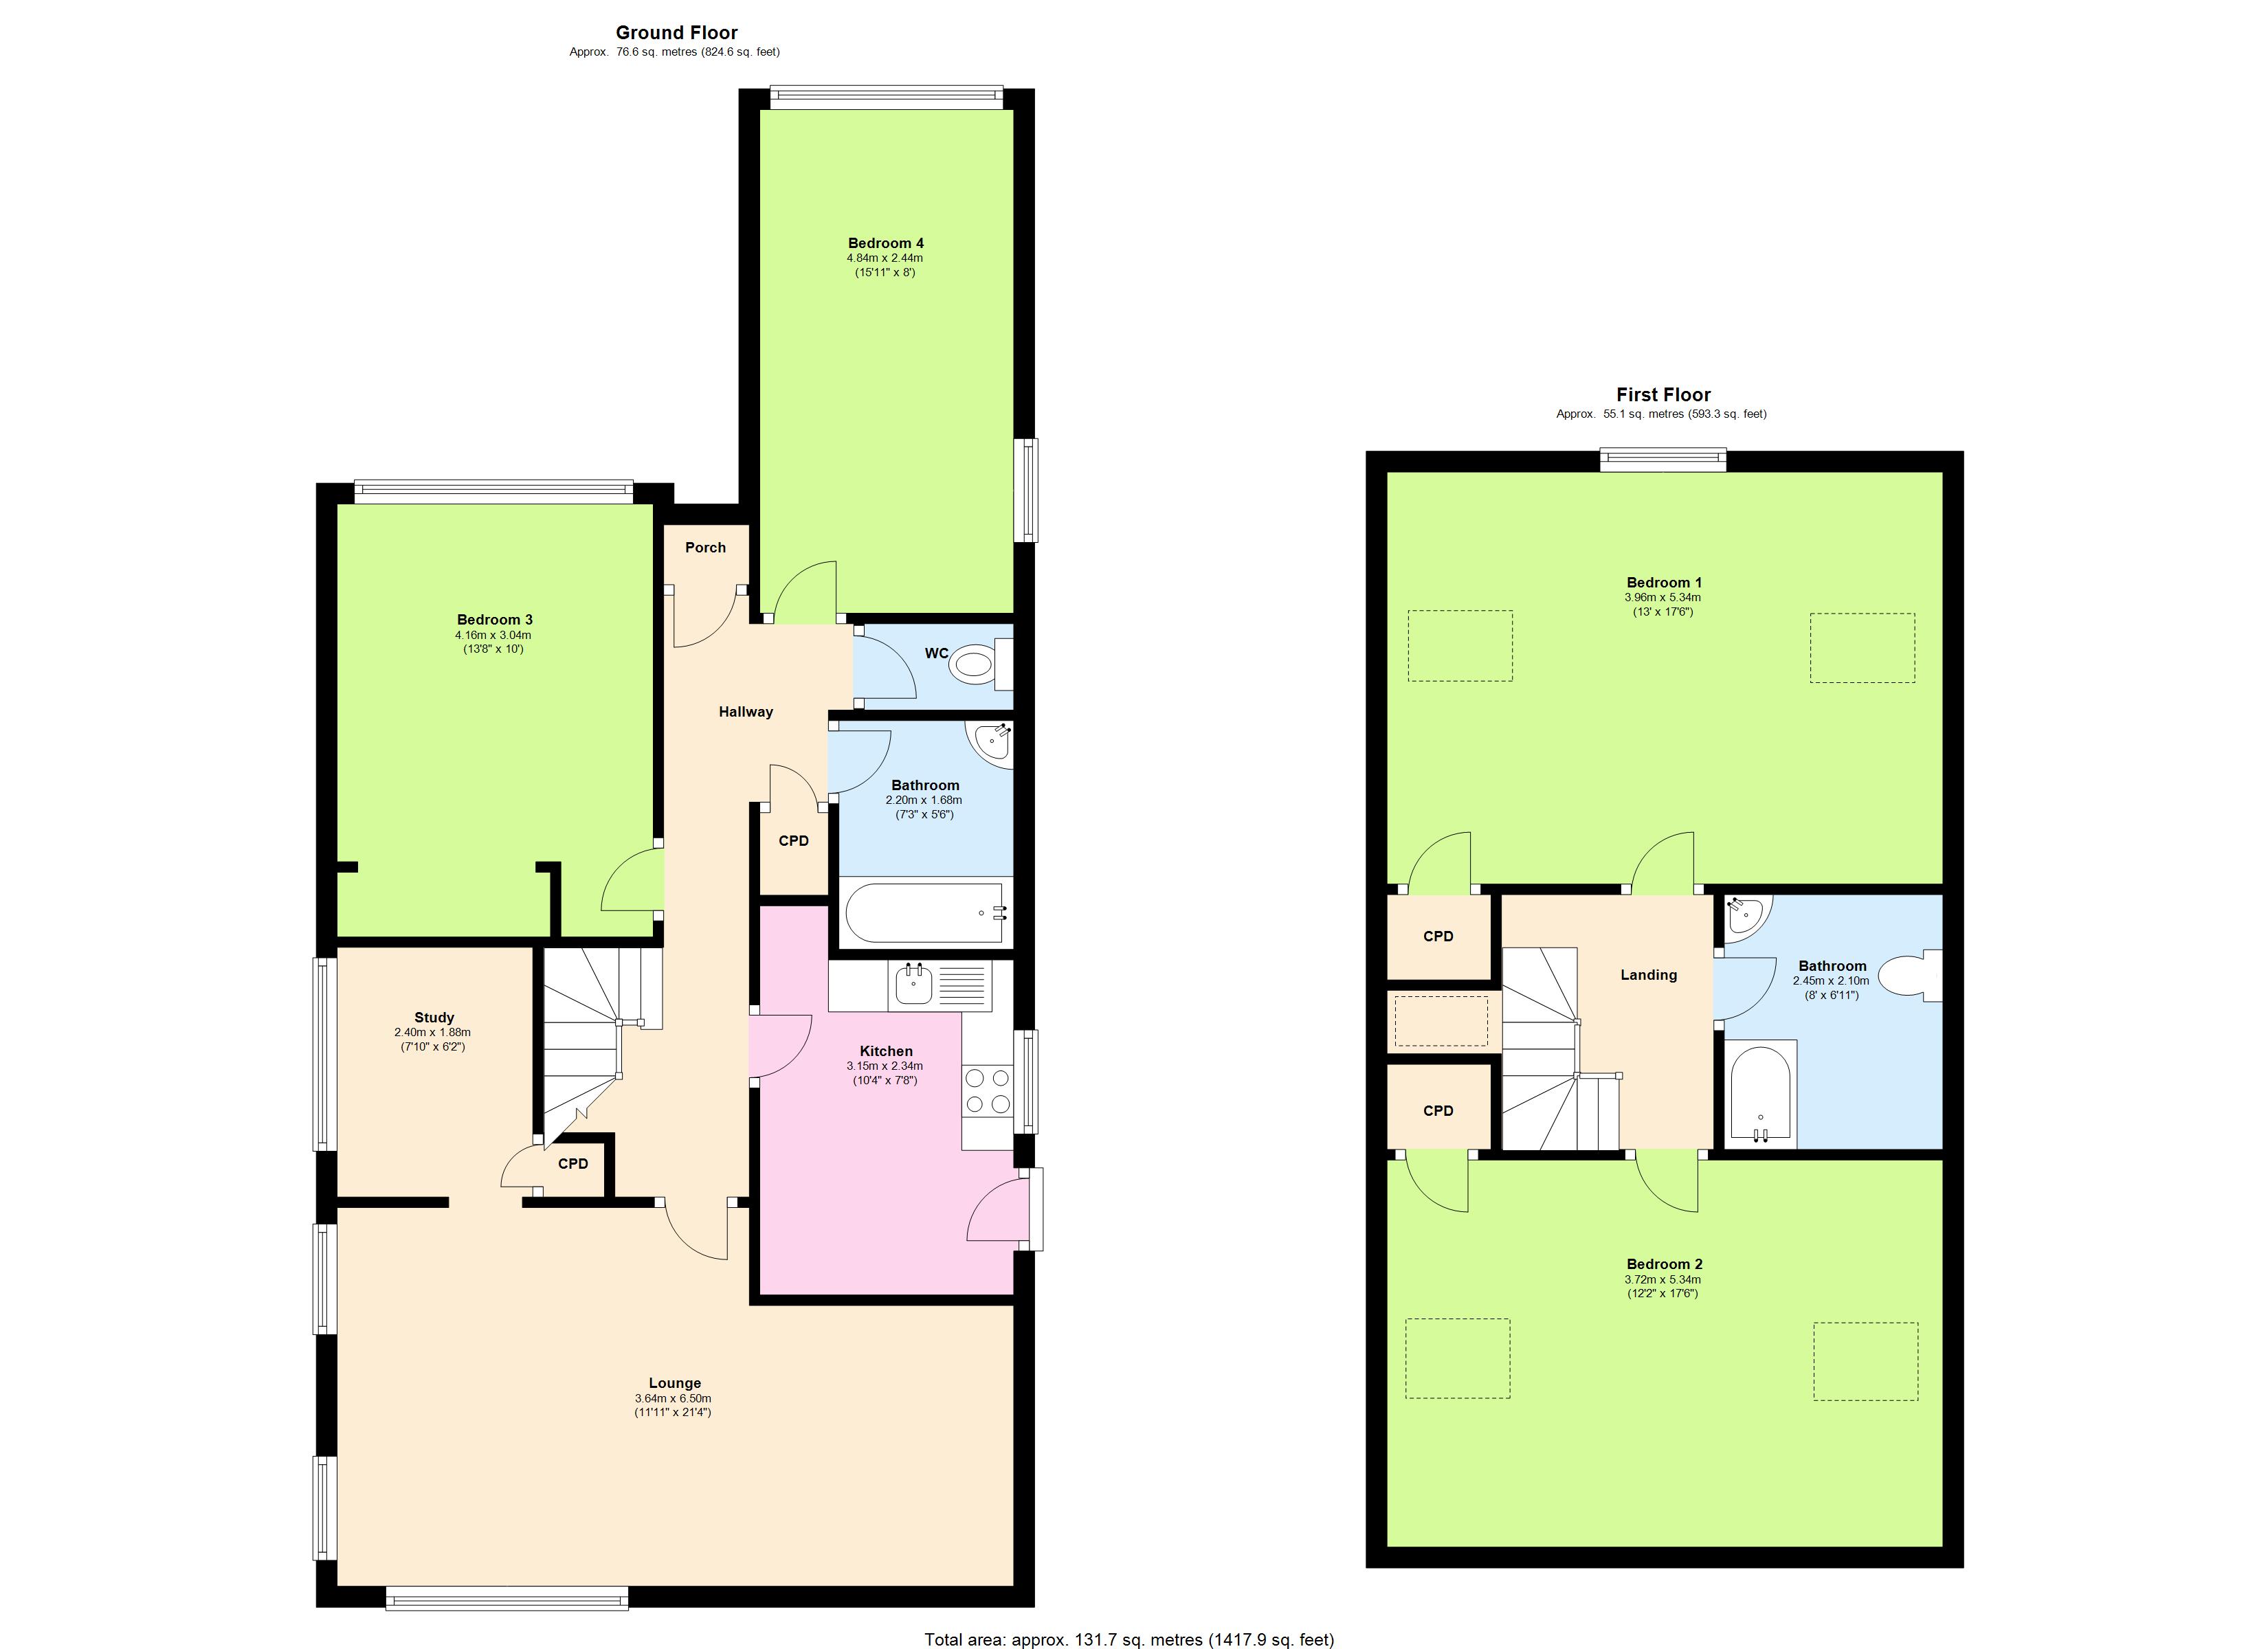 Ground Floor
Approx. 76.6 sq. metres (824.6 sq. feet)
Bedroom 4
4.84m x 2.44m
(15'11" x 8')
Porch
Bedroom 3
4.16m x 3.04m
(13'8" x 10')
WC
Hallway
Bathroom
2.20m x 1.68m
(7'3" x 5'6")
CPD
Study
2.40m x 1.88m
(7'10" x 6'2")
Kitchen
3.15m x 2.34m
(10'4" x 7'8")
CPD
Lounge
3.64m x 6.50m
(11'11" x 21'4")
First Floor
Approx. 55.1 sq. metres (593.3 sq. feet)
Bedroom 1
3.96m x 5.34m
(13' x 17'6")
CPD
Landing
Bathroom
2.45m x 2.10m
(8' x 6'11")
CPD
Bedroom 2
3.72m x 5.34m
(12'2" x 17'6")
Total area: approx. 131.7 sq. metres (1417.9 sq. feet)